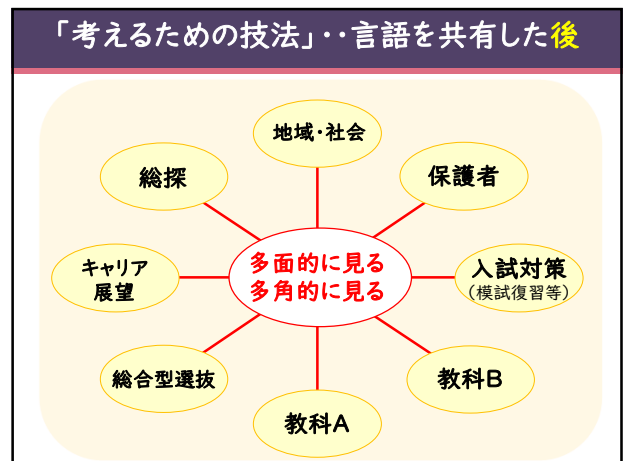 「考えるための技法」‥言語を共有した後
地域・社会
総探
保護者
多面的に見る
多角的に見る
キャリア
展望
入試対策
（模試復習等）
総合型選抜
教科B
教科A